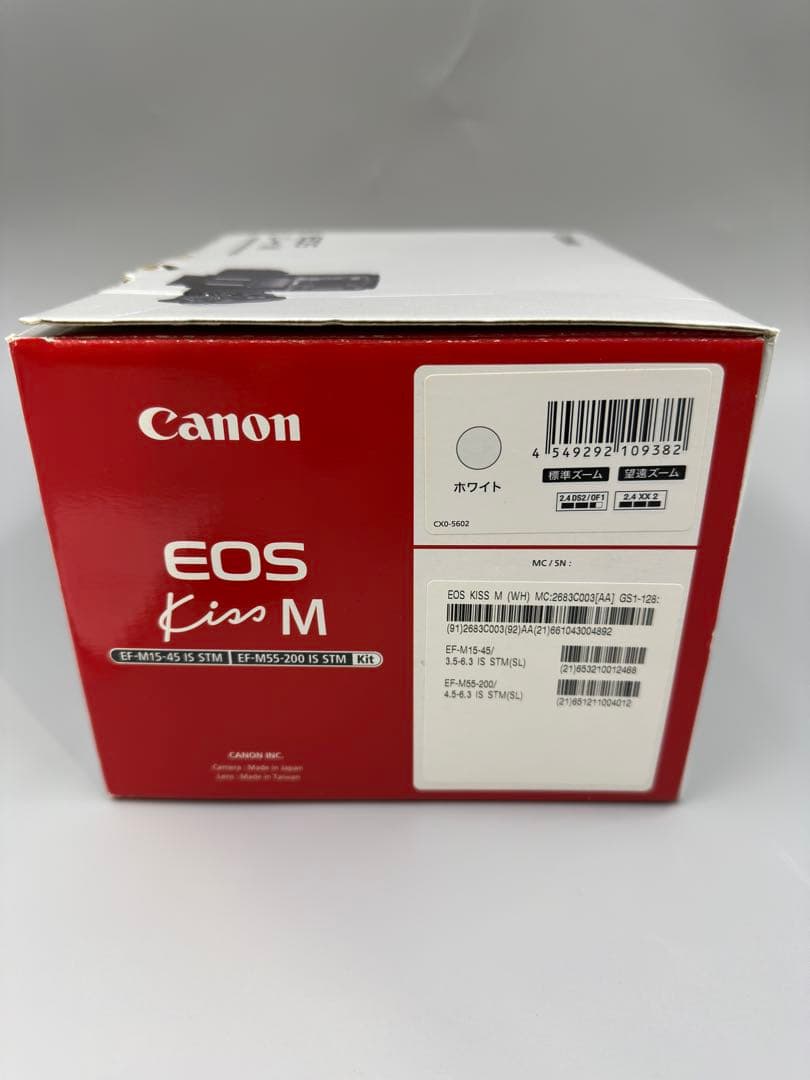 Canon
EOS
Kiss M
EF-M15-45 IS STM EF-M55-200 IS STM Kit
CANON INC.
Camera : Made in Japan
Lens : Made in Taiwan
ホワイト
4 549292 109382
標準ズーム 望遠ズーム
2.4 DS2/OF1 2.4 XX 2
CX0-5602
MC / SN :
EOS KISS M (WH) MC:2683C003[AA] GS1-128:
(91)2683C003(92)AA(21)661043004892
EF-M15-45/
3.5-6.3 IS STM(SL)
(21)653210012468
EF-M55-200/
4.5-6.3 IS STM(SL)
(21)651211004012